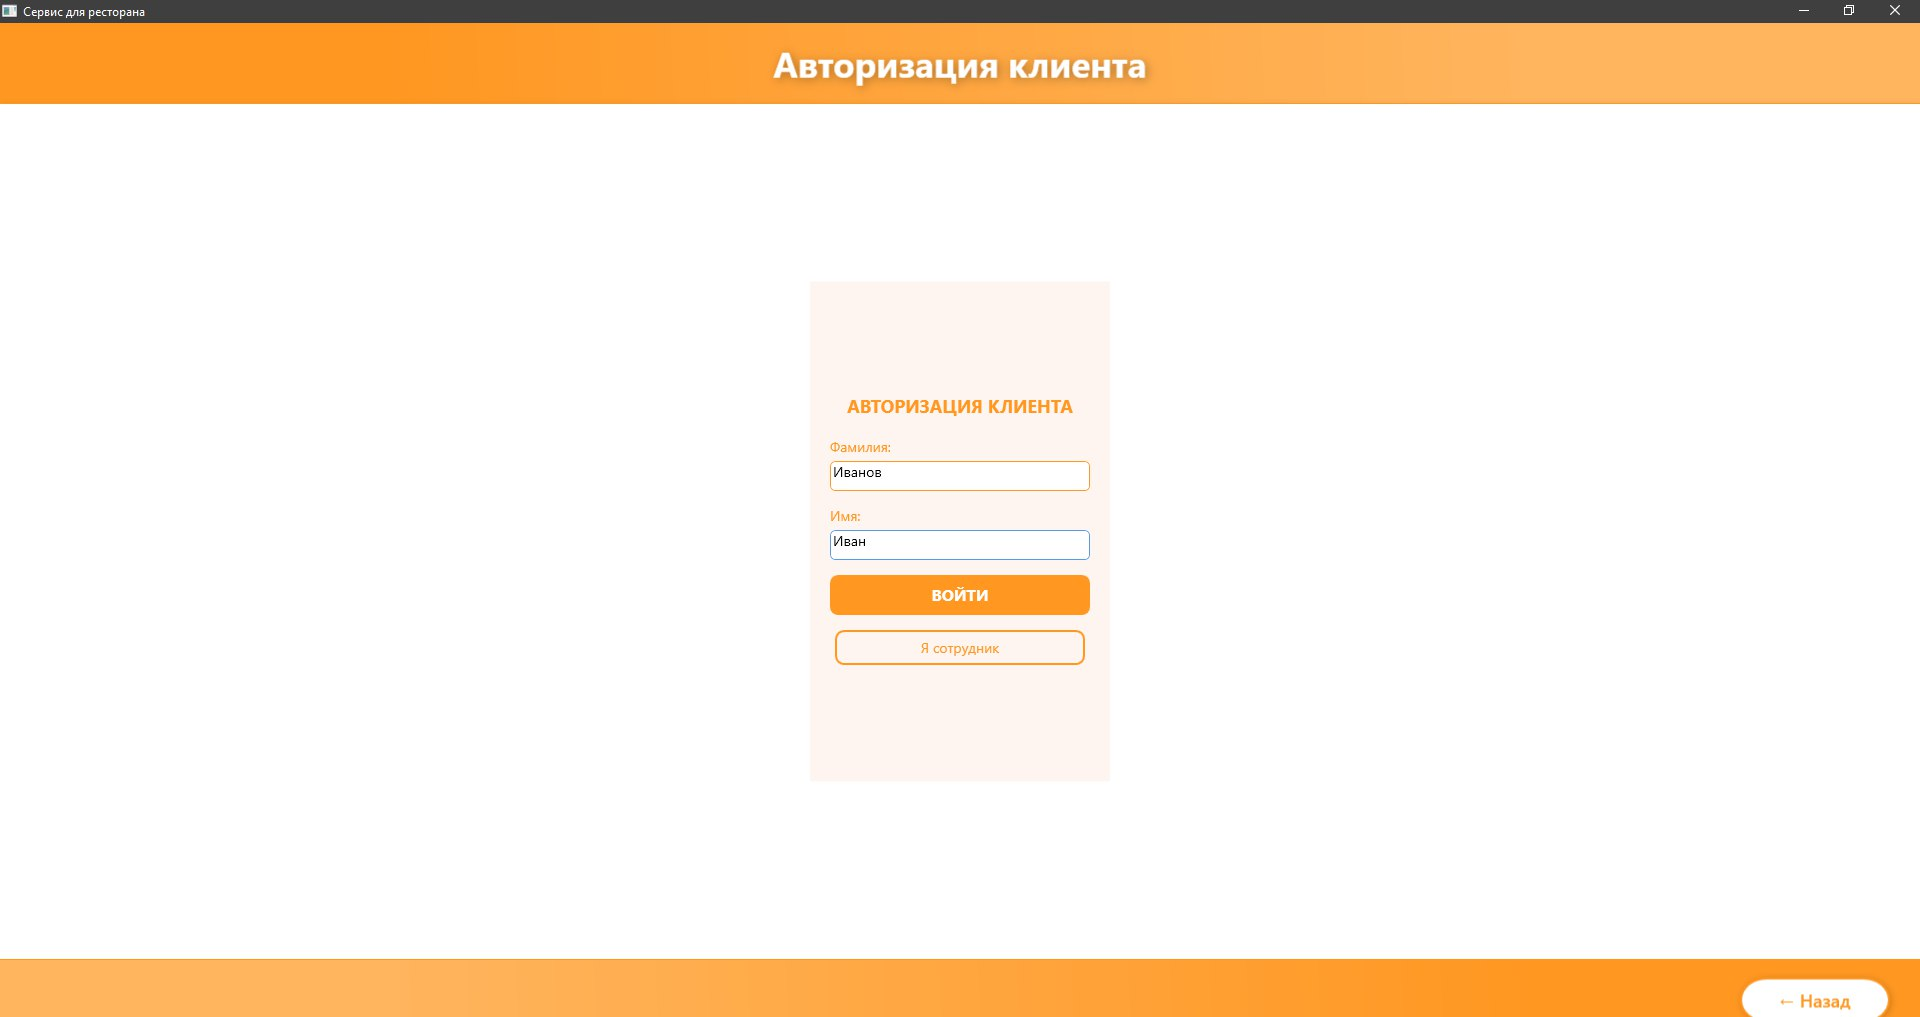 Сервис для ресторана
Авторизация клиента
АВТОРИЗАЦИЯ КЛИЕНТА
Фамилия:
Иванов
Имя:
Иван
ВОЙТИ
Я сотрудник
← Назад